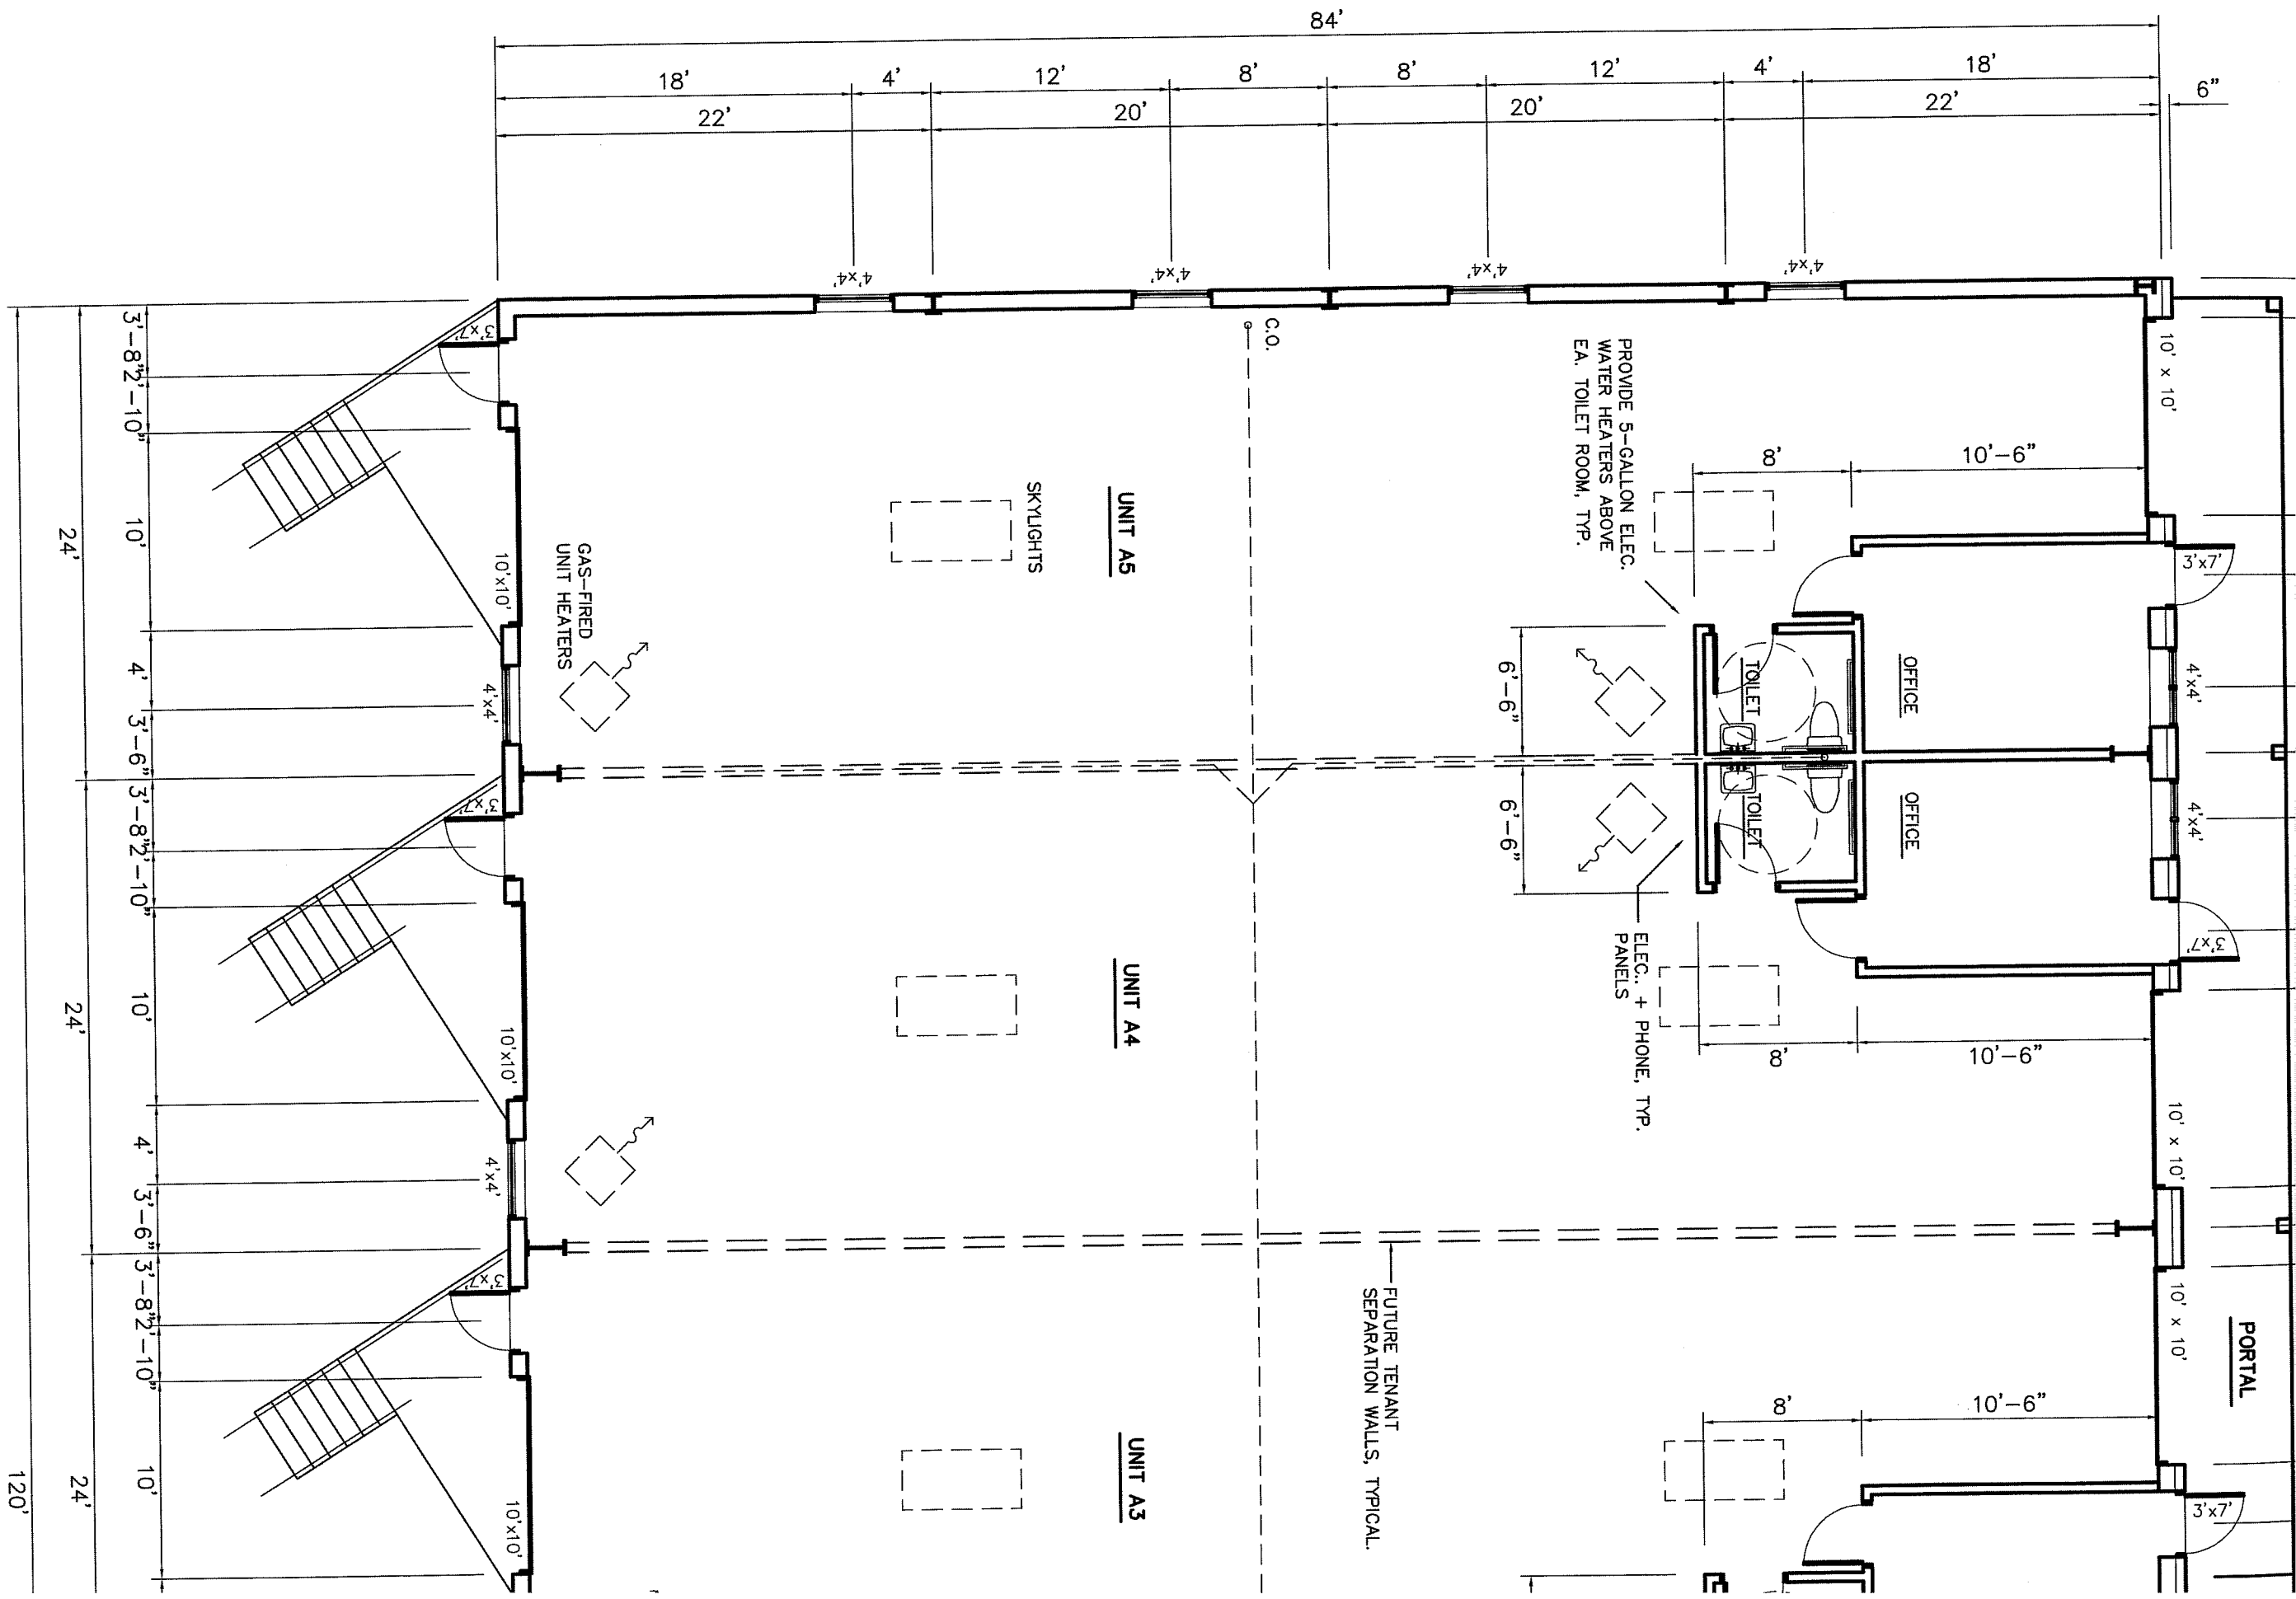 84'
18'
4'
12'
8'
8'
12'
4'
18'
6"
22'
20'
20'
22'
4'x4'
4'x4'
4'x4'
4'x4'
C.O.
PROVIDE 5-GALLON ELEC.
WATER HEATERS ABOVE
EA. TOILET ROOM, TYP.
10' x 10'
8'
10'-6"
3'x7'
3'-8"
2'-10"
10'
4'
3'-6"
24'
3'x7'
10'x10'
GAS-FIRED
UNIT HEATERS
4'x4'
SKYLIGHTS
UNIT A5
6'-6"
TOILET
OFFICE
4'x4'
6'-6"
TOILET
OFFICE
4'x4'
3'x7'
3'-8"
2'-10"
10'
4'
3'-6"
24'
3'x7'
10'x10'
4'x4'
UNIT A4
ELEC. + PHONE, TYP.
PANELS
8'
10'-6"
10' x 10'
FUTURE TENANT
SEPARATION WALLS, TYPICAL.
10' x 10'
PORTAL
3'-8"
2'-10"
10'
24'
120'
3'x7'
10'x10'
UNIT A3
8'
10'-6"
3'x7'